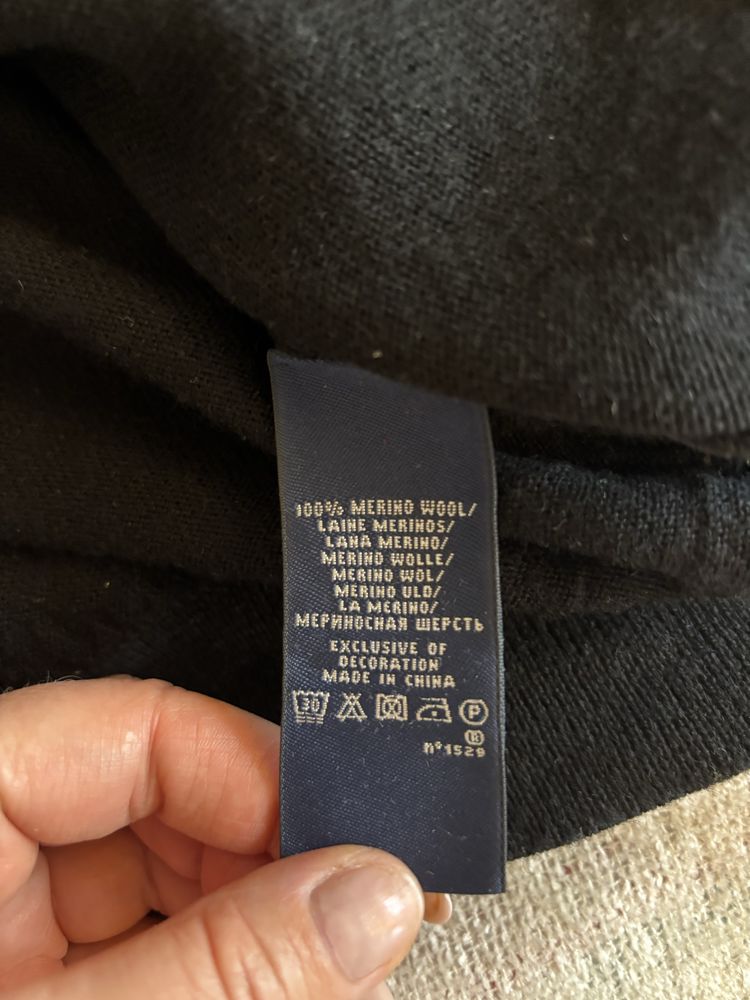 100% MERINO WOOL/
LAINE MERINOS/
LANA MERINO/
MERINO WOLLE/
MERINO WOL/
MERINO ULD/
LA MERINO/
МЕРИНОСНАЯ ШЕРСТЬ
EXCLUSIVE OF
DECORATION
MADE IN CHINA
30 P
n°1529